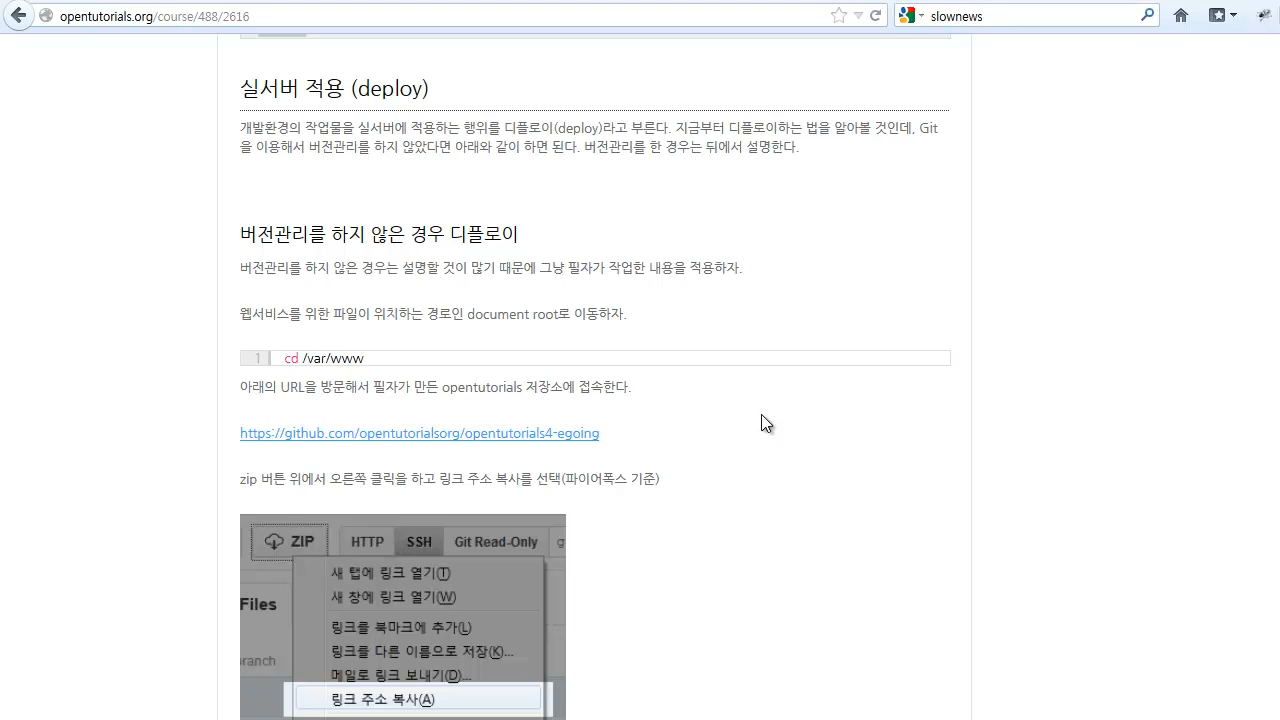 opentutorials.org/course/488/2616
slownews
실서버 적용 (deploy)
개발환경의 작업물을 실서버에 적용하는 행위를 디플로이(deploy)라고 부른다. 지금부터 디플로이하는 법을 알아볼 것인데, Git
을 이용해서 버전관리를 하지 않았다면 아래와 같이 하면 된다. 버전관리를 한 경우는 뒤에서 설명한다.
버전관리를 하지 않은 경우 디플로이
버전관리를 하지 않은 경우는 설명할 것이 많기 때문에 그냥 필자가 작업한 내용을 적용하자.
웹서비스를 위한 파일이 위치하는 경로인 document root로 이동하자.
1 cd /var/www
아래의 URL을 방문해서 필자가 만든 opentutorials 저장소에 접속한다.
https://github.com/opentutorialsorg/opentutorials4-egoing
zip 버튼 위에서 오른쪽 클릭을 하고 링크 주소 복사를 선택(파이어폭스 기준)
ZIP HTTP SSH Git Read-Only g
새 탭에 링크 열기(T)
새 창에 링크 열기(W)
Files
링크를 북마크에 추가(L)
링크를 다른 이름으로 저장(K)...
ranch
메일로 링크 보내기(D)...
링크 주소 복사(A)